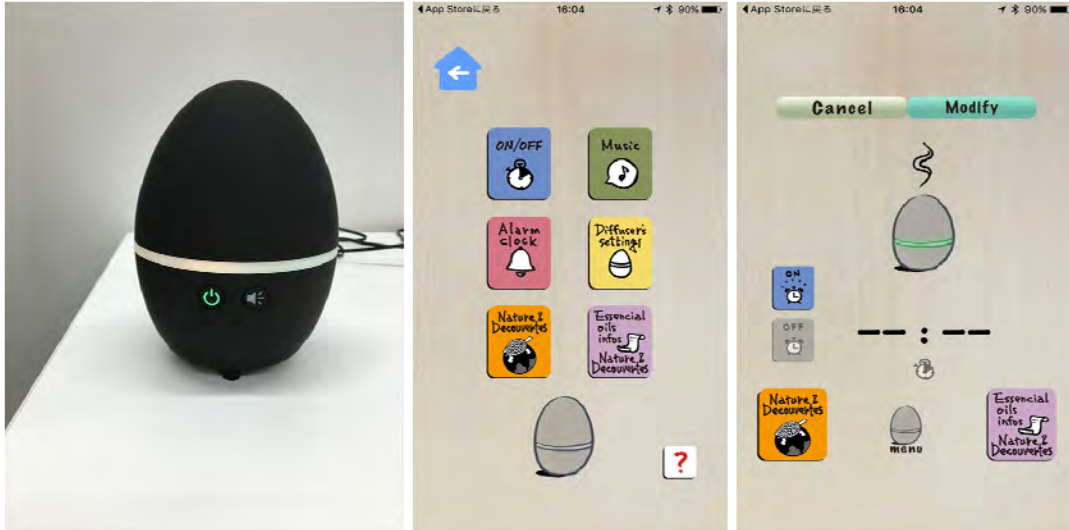 ◀App Storeに戻る 16:04 90%
ON/OFF
Music
Alarm
clock
Diffuser's
settings
Nature &
Decouvertes
Essencial
oils
infos
Nature &
Decouvertes
?
◀App Storeに戻る 16:04 90%
Cancel
Modify
ON
OFF
-- : --
Nature &
Decouvertes
menu
Essencial
oils
infos
Nature &
Decouvertes